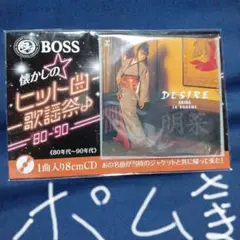 BOSS
懐かしの
ヒット曲
歌謡祭♪
80-90
《80年代～90年代》
DESIRE
AKINA
明菜
1曲入り8cmCD
あの名曲が当時のジャケットと共に帰って来た!
ポム